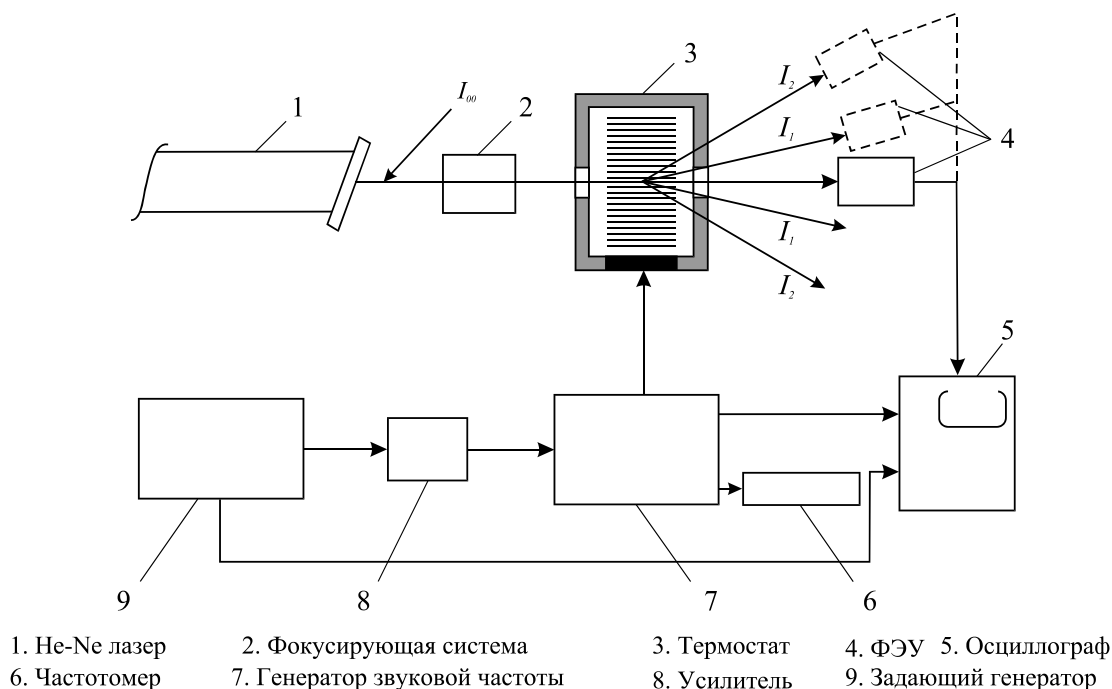 I₂
3
I₁
I₀₀
2
1
4
I₁
I₂
5
9
8
7
6
1. He-Ne лазер 2. Фокусирующая система 3. Термостат 4. ФЭУ 5. Осциллограф
6. Частотомер 7. Генератор звуковой частоты 8. Усилитель 9. Задающий генератор